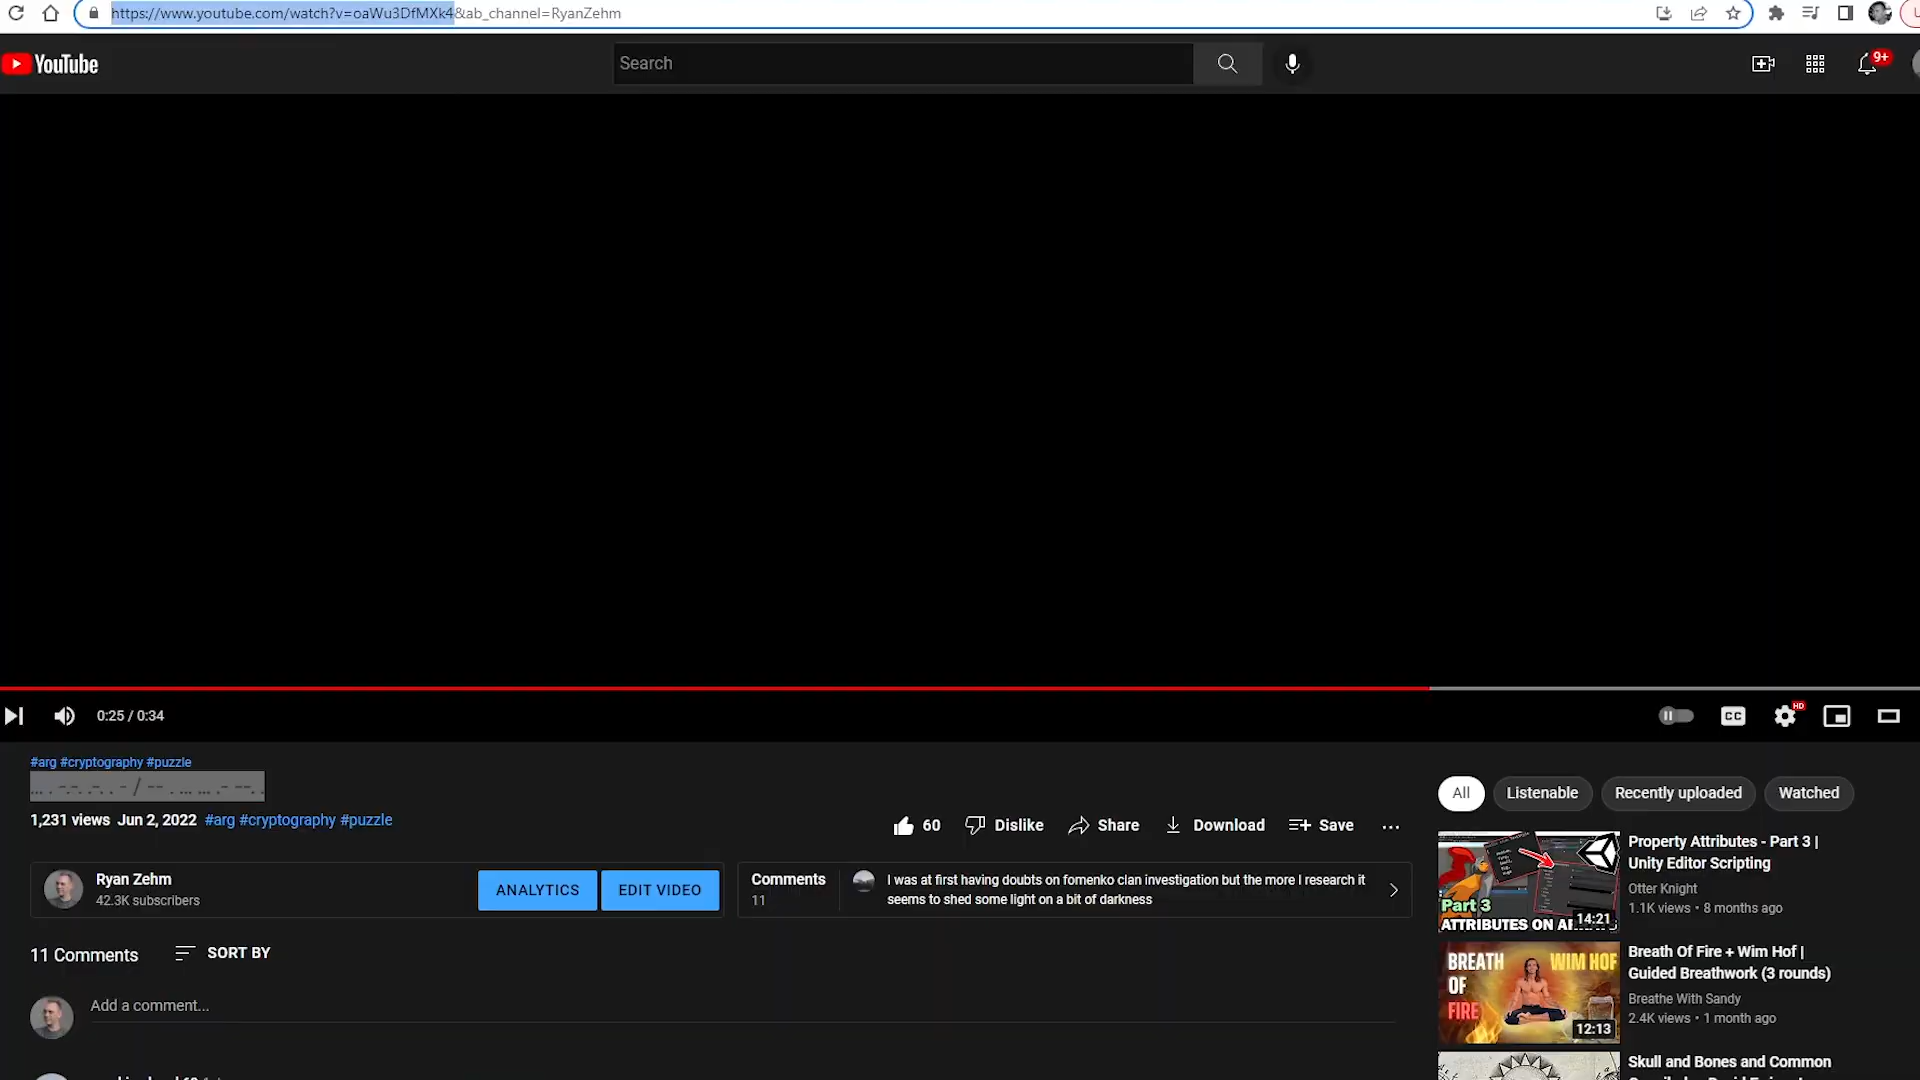 https://www.youtube.com/watch?v=oaWu3DfMXk4&ab_channel=RyanZehm
YouTube
Search
9+
0:25 / 0:34
CC
HD
#arg #cryptography #puzzle
... . -.-. .-. . - / -- . ... ... .- --. .
1,231 views Jun 2, 2022 #arg #cryptography #puzzle
60
Dislike
Share
Download
Save
...
Ryan Zehm
42.3K subscribers
ANALYTICS
EDIT VIDEO
Comments
11
I was at first having doubts on fomenko clan investigation but the more I research it
seems to shed some light on a bit of darkness
11 Comments
SORT BY
Add a comment...
All
Listenable
Recently uploaded
Watched
Part 3
ATTRIBUTES ON
14:21
Property Attributes - Part 3 |
Unity Editor Scripting
Otter Knight
1.1K views • 8 months ago
BREATH
OF
FIRE
WIM HOF
12:13
Breath Of Fire + Wim Hof |
Guided Breathwork (3 rounds)
Breathe With Sandy
2.4K views • 1 month ago
Skull and Bones and Common